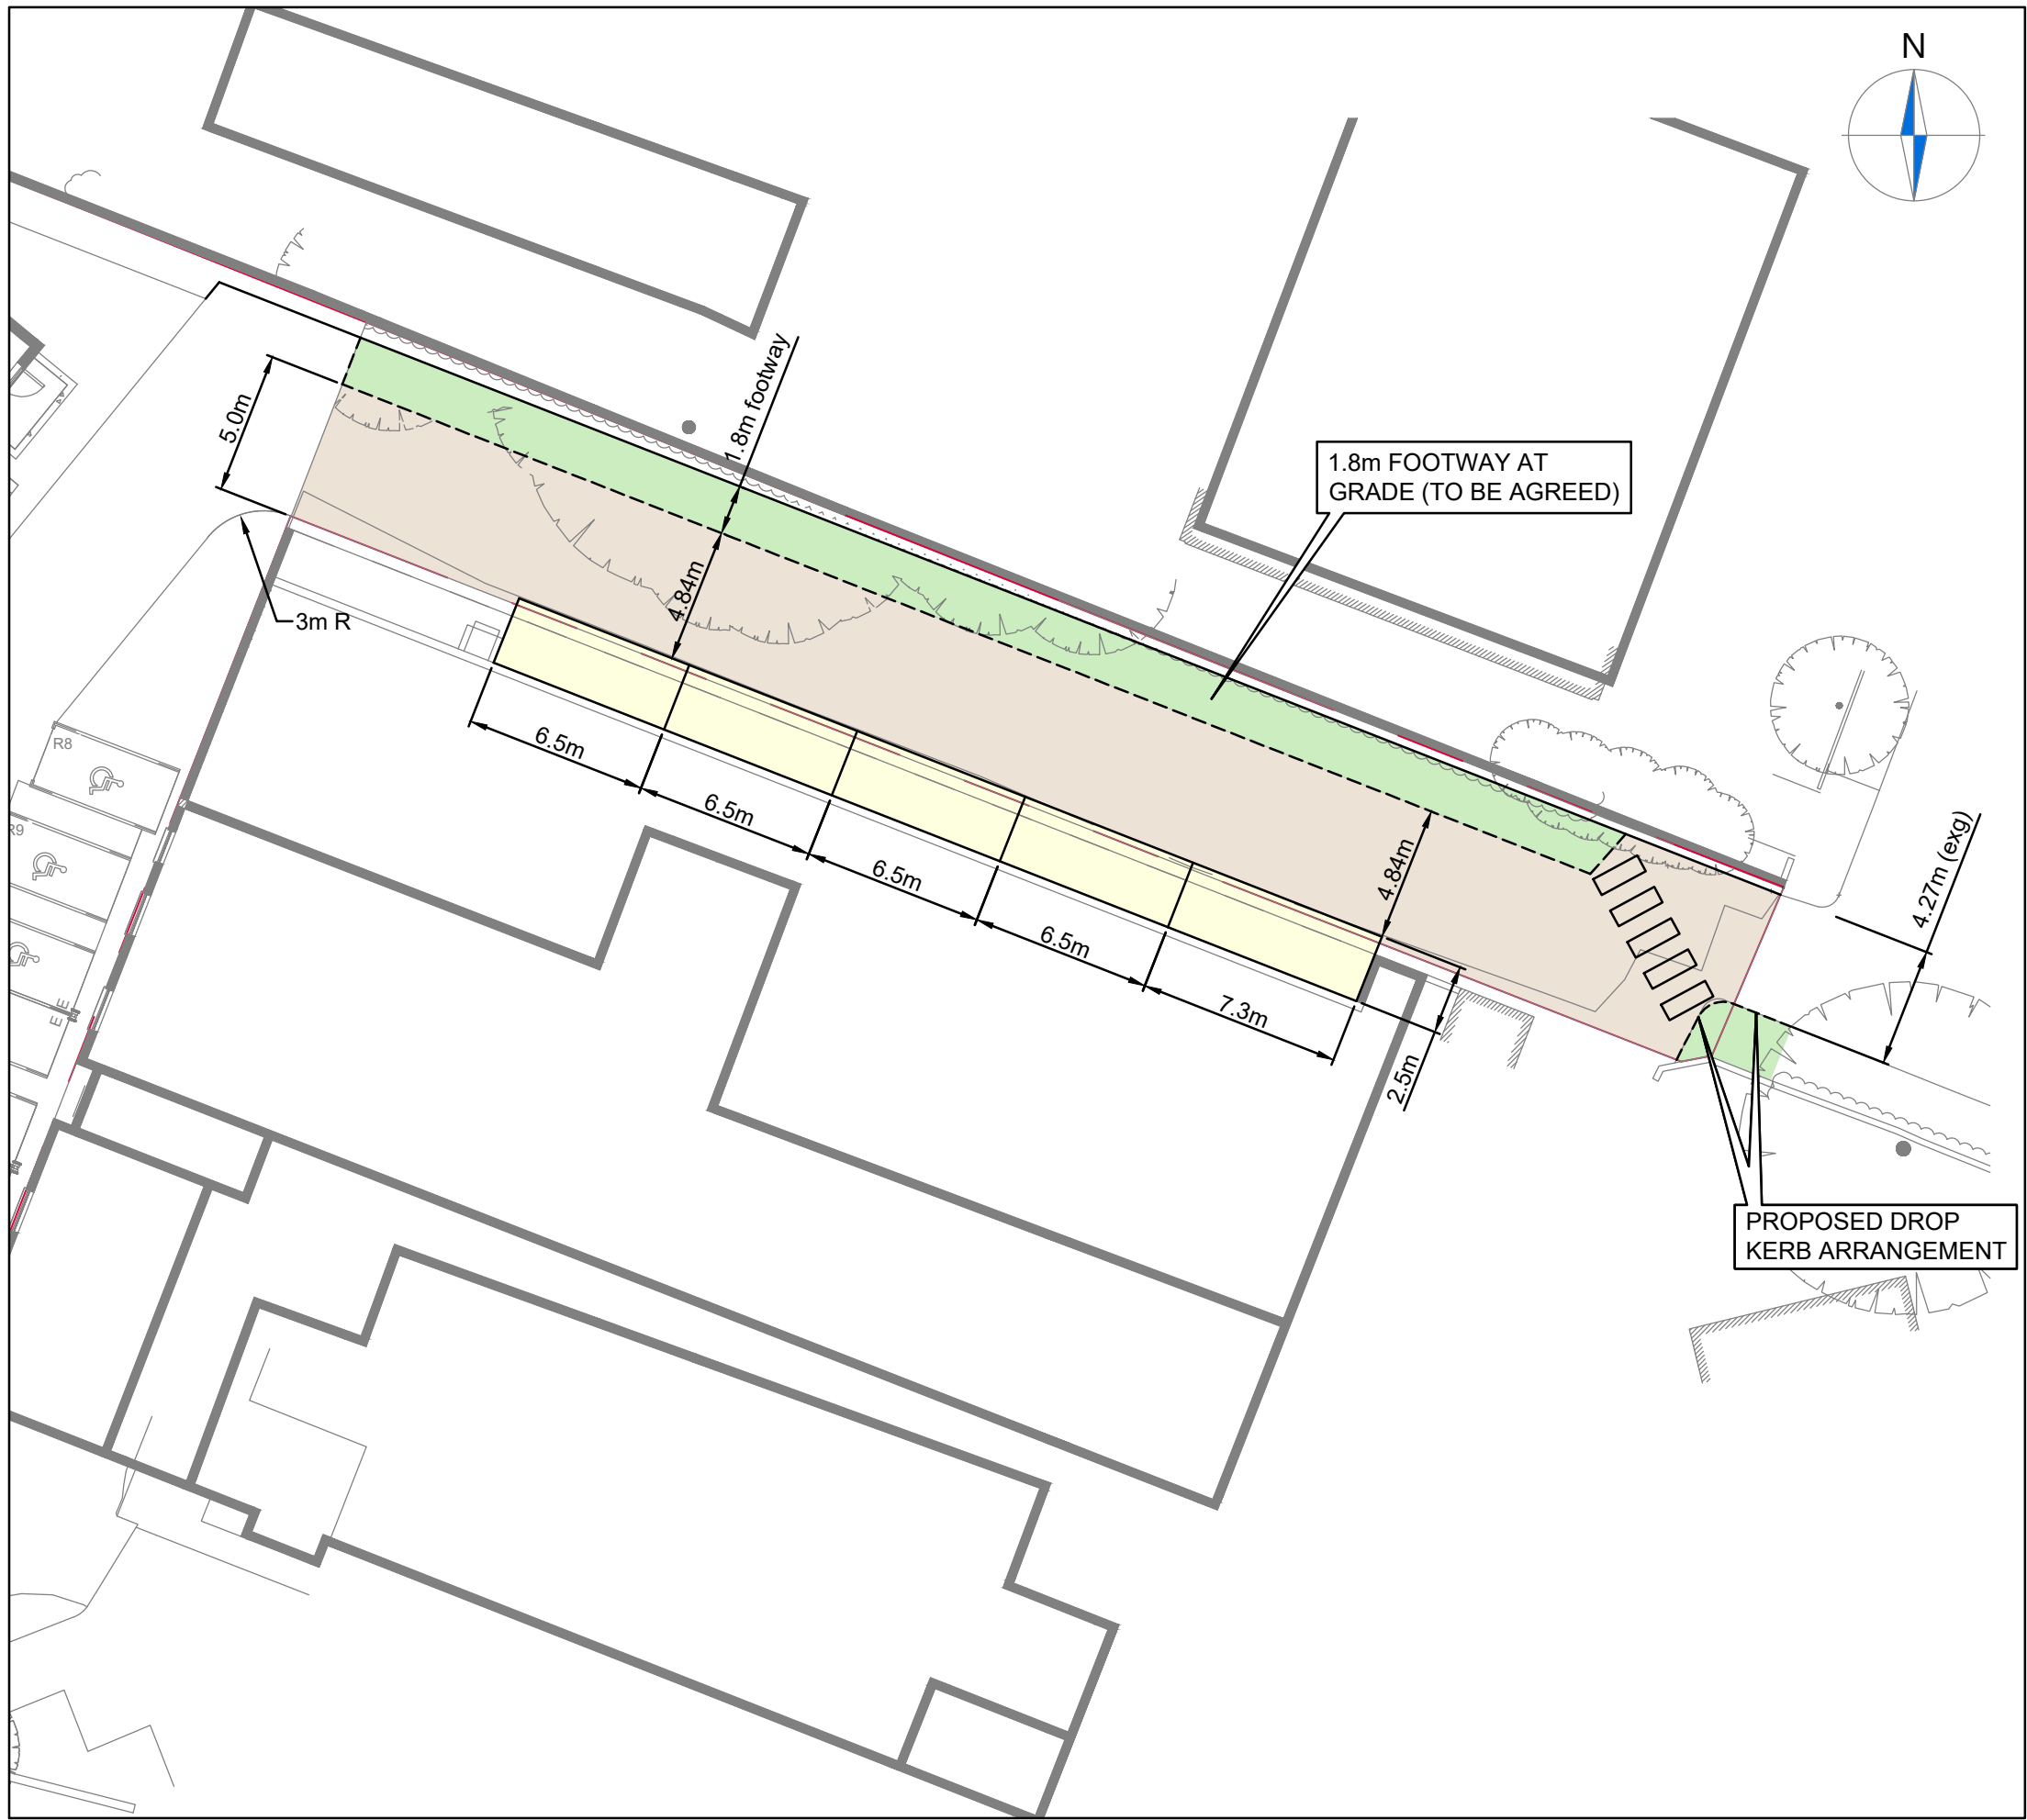 N
1.8m footway
5.0m
1.8m FOOTWAY AT
GRADE (TO BE AGREED)
4.84m
3m R
R8
6.5m
6.5m
R9
6.5m
4.84m
4.27m (exg)
6.5m
7.3m
2.5m
E
E
PROPOSED DROP
KERB ARRANGEMENT